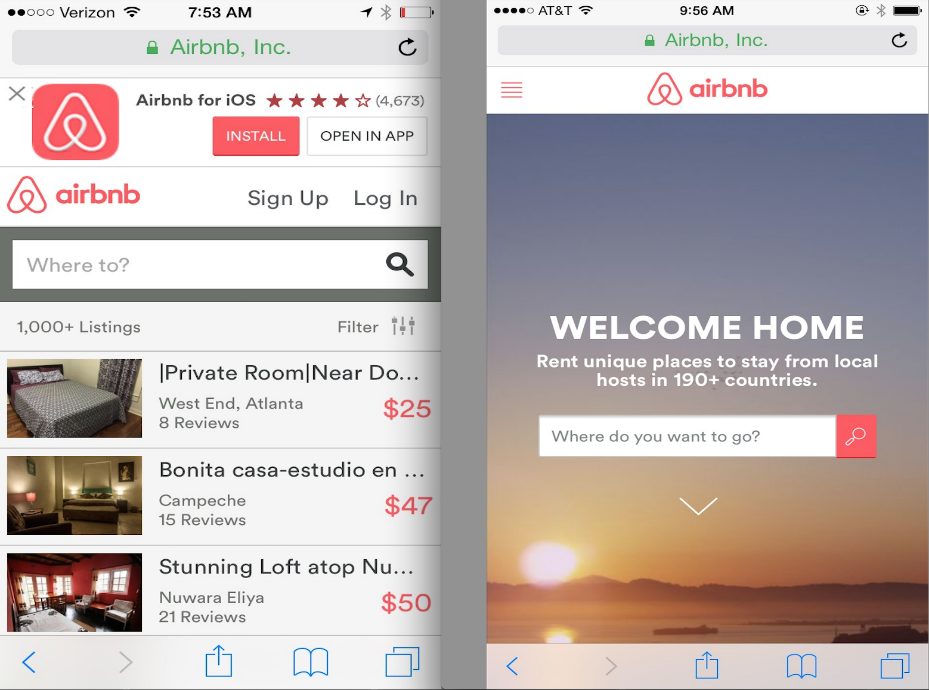 Verizon 7:53 AM
Airbnb, Inc.
Airbnb for iOS ★★★★☆ (4,673)
INSTALL OPEN IN APP
airbnb Sign Up Log In
Where to?
1,000+ Listings Filter
|Private Room|Near Do...
West End, Atlanta
8 Reviews
$25
Bonita casa-estudio en ...
Campeche
15 Reviews
$47
Stunning Loft atop Nu...
Nuwara Eliya
21 Reviews
$50
AT&T 9:56 AM
Airbnb, Inc.
airbnb
WELCOME HOME
Rent unique places to stay from local
hosts in 190+ countries.
Where do you want to go?